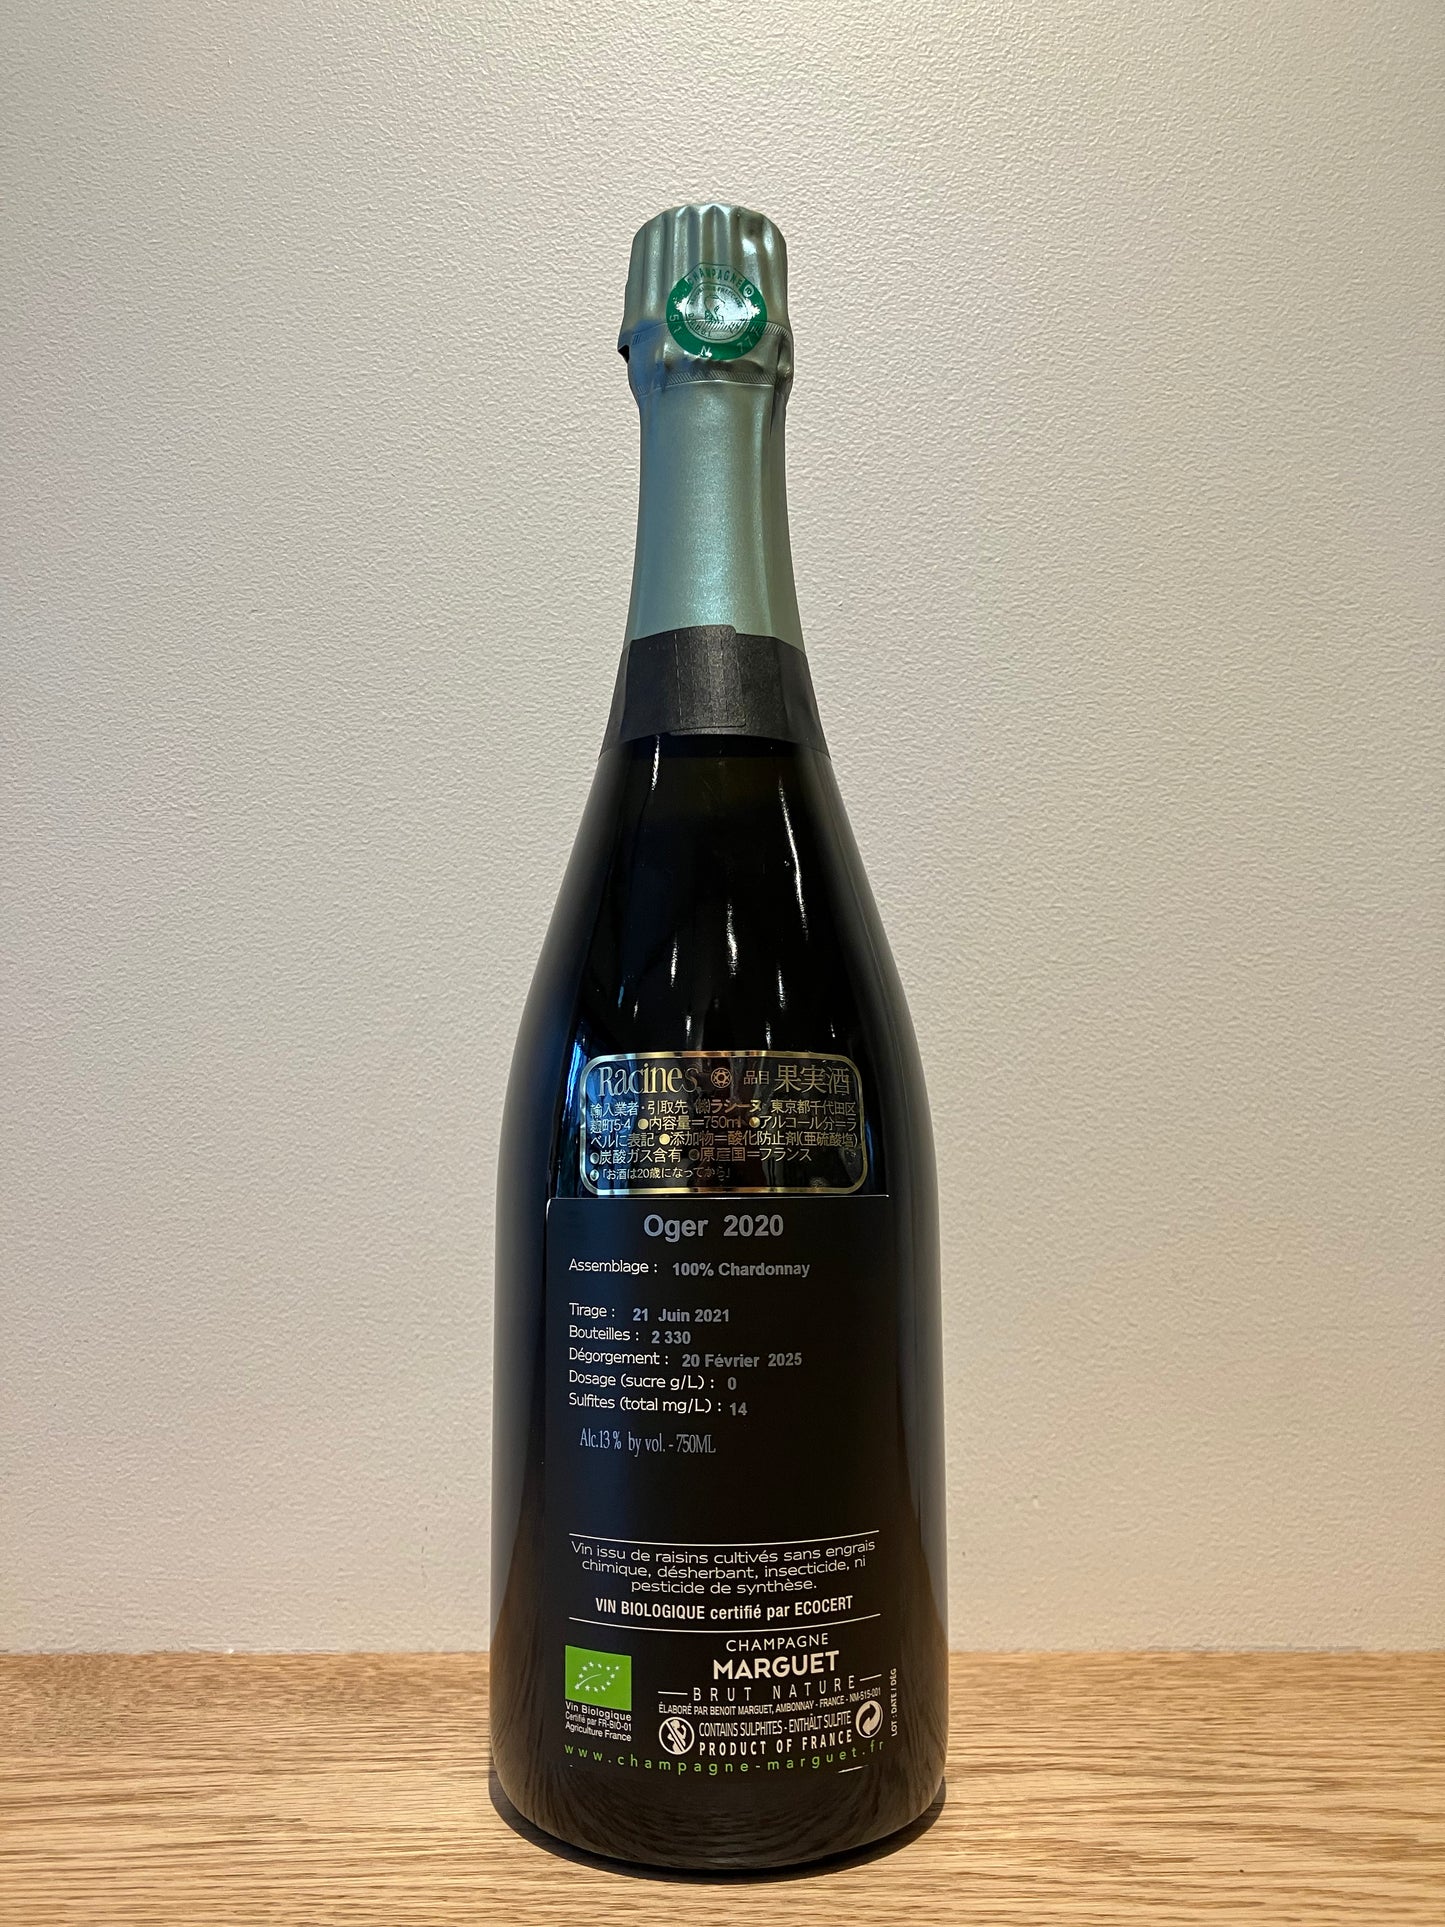 CHAMPAGNE
51 N 77
Racines 品目 果実酒
輸入業者・引取先 ㈱ラシーヌ 東京都千代田区
麹町5-4 ●内容量=750ml ●アルコール分=ラ
ベルに表記 ●添加物=酸化防止剤(亜硫酸塩)
●炭酸ガス含有 ●原産国=フランス
「お酒は20歳になってから」
Oger 2020
Assemblage : 100% Chardonnay
Tirage : 21 Juin 2021
Bouteilles : 2 330
Dégorgement : 20 Février 2025
Dosage (sucre g/L) : 0
Sulfites (total mg/L) : 14
Alc.13 % by vol. - 750ML
Vin issu de raisins cultivés sans engrais
chimique, désherbant, insecticide, ni
pesticide de synthèse.
VIN BIOLOGIQUE certifié par ECOCERT
CHAMPAGNE
MARGUET
BRUT NATURE
ÉLABORÉ PAR BENOIT MARGUET, AMBONNAY - FRANCE - NM-515-001
CONTAINS SULPHITES - ENTHÄLT SULFITE
PRODUCT OF FRANCE
Vin Biologique
Certifié par FR-BIO-01
Agriculture France
LOT : DATE / DÉG
www.champagne-marguet.fr